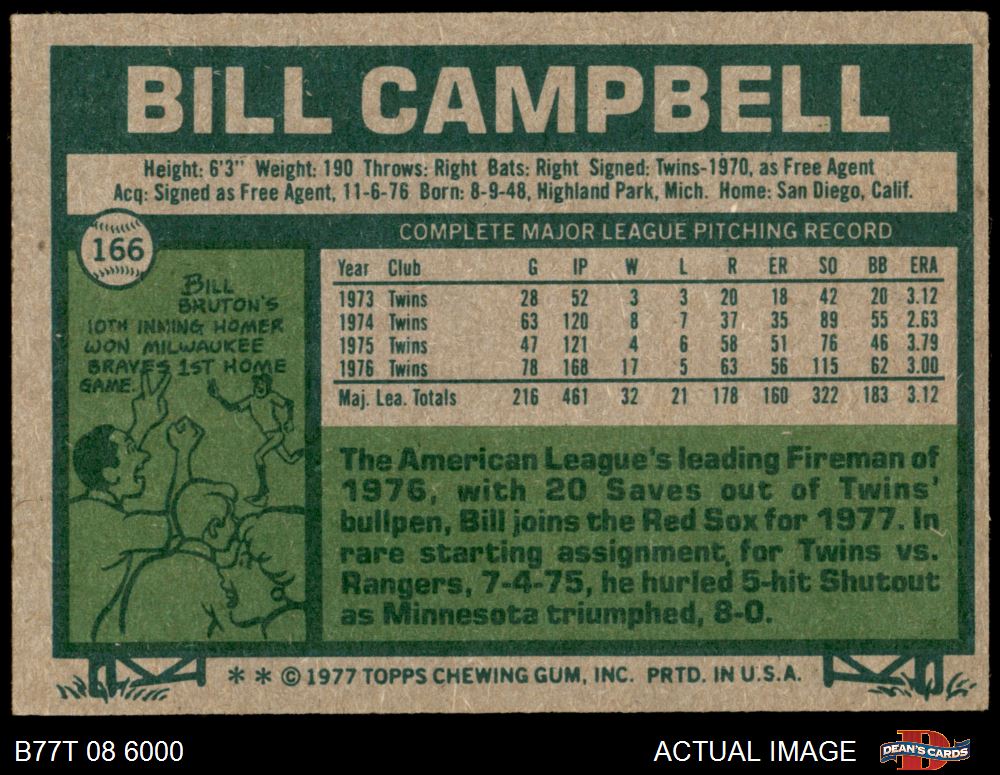 BILL CAMPBELL
Height: 6'3" Weight: 190 Throws: Right Bats: Right Signed: Twins-1970, as Free Agent
Acq: Signed as Free Agent, 11-6-76 Born: 8-9-48, Highland Park, Mich. Home: San Diego, Calif.
166
COMPLETE MAJOR LEAGUE PITCHING RECORD
Year Club G IP W L R ER SO BB ERA
1973 Twins 28 52 3 3 20 18 42 20 3.12
1974 Twins 63 120 8 7 37 35 89 55 2.63
1975 Twins 47 121 4 6 58 51 76 46 3.79
1976 Twins 78 168 17 5 63 56 115 62 3.00
Maj. Lea. Totals 216 461 32 21 178 160 322 183 3.12
BILL
BRUTON'S
10TH INNING HOMER
WON MILWAUKEE
BRAVES 1ST HOME
GAME.
The American League's leading Fireman of
1976, with 20 Saves out of Twins'
bullpen, Bill joins the Red Sox for 1977. In
rare starting assignment, for Twins vs.
Rangers, 7-4-75, he hurled 5-hit Shutout
as Minnesota triumphed, 8-0.
* * © 1977 TOPPS CHEWING GUM, INC. PRTD. IN U.S.A.
B77T 08 6000
ACTUAL IMAGE
D
DEAN'S CARDS